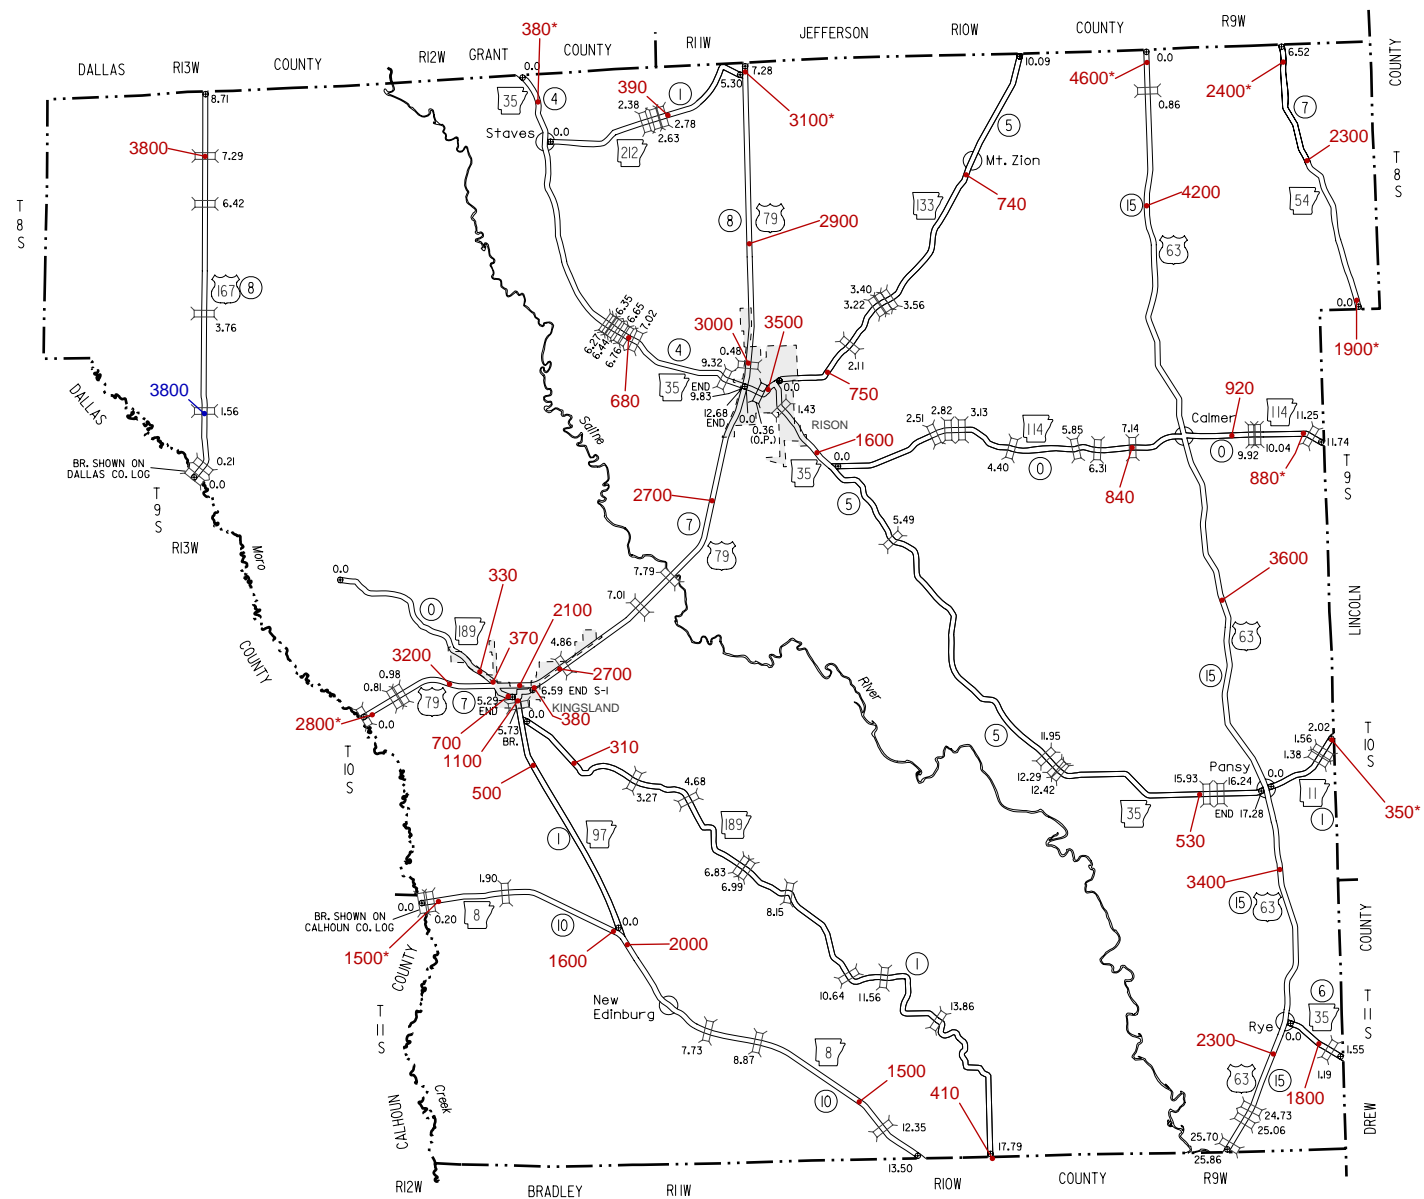 DALLAS
R13W
COUNTY
R12W
GRANT
COUNTY
R11W
JEFFERSON
R10W
COUNTY
R9W
COUNTY
380*
0.0
35
4
Staves
0.0
212
2.38
390
1
2.78
2.63
5.30
7.28
3100*
10.09
5
Mt. Zion
740
133
4600*
0.0
0.86
6.52
2400*
7
2300
54
8.71
3800
7.29
6.42
167
8
3.76
3800
1.56
0.21
0.0
BR. SHOWN ON
DALLAS CO. LOG
T
8
S
T
8
S
8
79
2900
15
4200
63
3.40
3.22
3.56
2.11
0.0
1900*
6.35
6.65
7.02
6.27
6.44
6.76
680
4
35
3000
0.48
9.32
END
9.83
12.68
END
0.0
0.36
(O.P.)
3500
0.0
750
1.43
RISON
1600
35
0.0
5
2.51
2.82
3.13
4.40
114
0
5.85
6.31
7.14
840
Calmer
920
114
0
9.92
10.04
11.25
880*
11.74
DALLAS
COUNTY
T
9
S
R13W
Moro
Saline
T
9
S
2700
7
79
7.79
7.01
5.49
3600
63
15
LINCOLN
0.0
0
189
330
370
2100
4.86
2700
3200
0.98
0.81
79
7
2800*
0.0
5.29
END
6.59 END S-1
KINGSLAND
380
700
1100
5.73
BR.
0.0
500
310
T
10
S
River
5
11.95
12.29
12.42
35
15.93
16.24
530
END 17.28
Pansy
0.0
2.02
1.56
1.38
11
1
350*
T
10
S
3.27
4.68
189
6.83
6.99
8.15
1
97
3400
15
63
1.90
0.0
0.20
8
BR. SHOWN ON
CALHOUN CO. LOG
1500*
10
1600
0.0
2000
COUNTY
T
11
S
New
Edinburg
10.64
11.56
1
13.86
COUNTY
T
11
S
6
35
Rye
0.0
1.55
1.19
1800
2300
63
15
7.73
8.87
8
1500
10
12.35
13.50
410
17.79
24.73
25.06
25.70
25.86
Creek
CALHOUN
DREW
R12W
BRADLEY
R11W
R10W
COUNTY
R9W